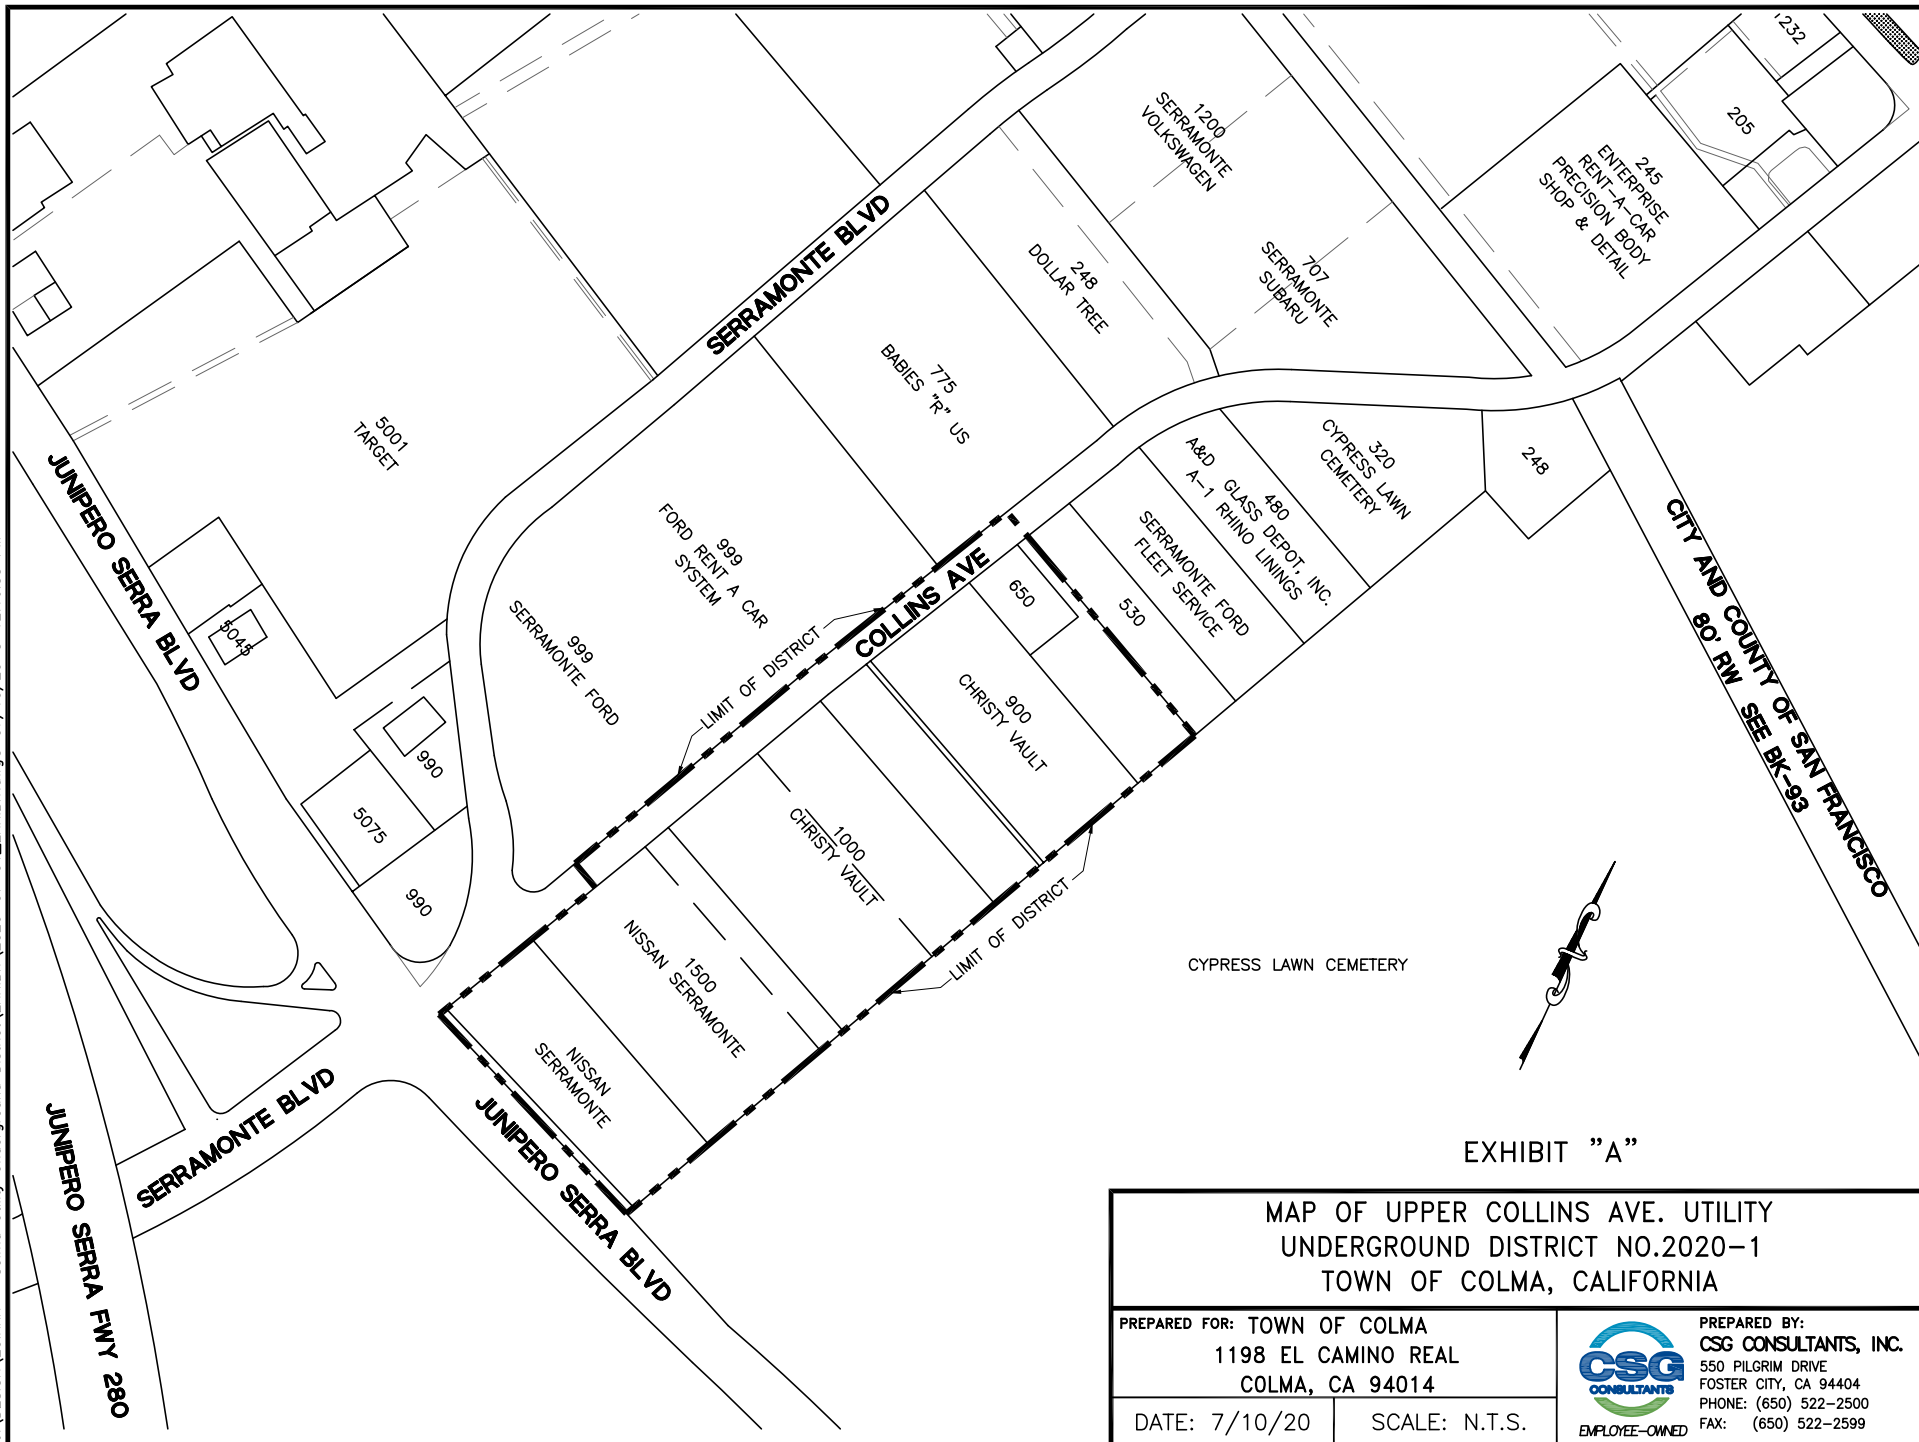 1232
205
245
ENTERPRISE
RENT-A-CAR
PRECISION BODY
SHOP & DETAIL
1200
SERRAMONTE
VOLKSWAGEN
707
SERRAMONTE
SUBARU
248
DOLLAR TREE
SERRAMONTE BLVD
775
BABIES "R" US
5001
TARGET
JUNIPERO SERRA BLVD
999
FORD RENT A CAR
SYSTEM
999
SERRAMONTE FORD
LIMIT OF DISTRICT
COLLINS AVE
650
530
SERRAMONTE FORD
FLEET SERVICE
480
A&D GLASS DEPOT, INC.
A-1 RHINO LININGS
320
CYPRESS LAWN
CEMETERY
248
CITY AND COUNTY OF SAN FRANCISCO
80' RW SEE BK-93
5045
990
5075
990
900
CHRISTY VAULT
1000
CHRISTY VAULT
1500
NISSAN SERRAMONTE
NISSAN
SERRAMONTE
LIMIT OF DISTRICT
CYPRESS LAWN CEMETERY
SERRAMONTE BLVD
JUNIPERO SERRA BLVD
JUNIPERO SERRA FWY 280
EXHIBIT "A"
MAP OF UPPER COLLINS AVE. UTILITY
UNDERGROUND DISTRICT NO.2020-1
TOWN OF COLMA, CALIFORNIA
PREPARED FOR: TOWN OF COLMA
1198 EL CAMINO REAL
COLMA, CA 94014
DATE: 7/10/20
SCALE: N.T.S.
CSG
CONSULTANTS
EMPLOYEE-OWNED
PREPARED BY:
CSG CONSULTANTS, INC.
550 PILGRIM DRIVE
FOSTER CITY, CA 94404
PHONE: (650) 522-2500
FAX: (650) 522-2599